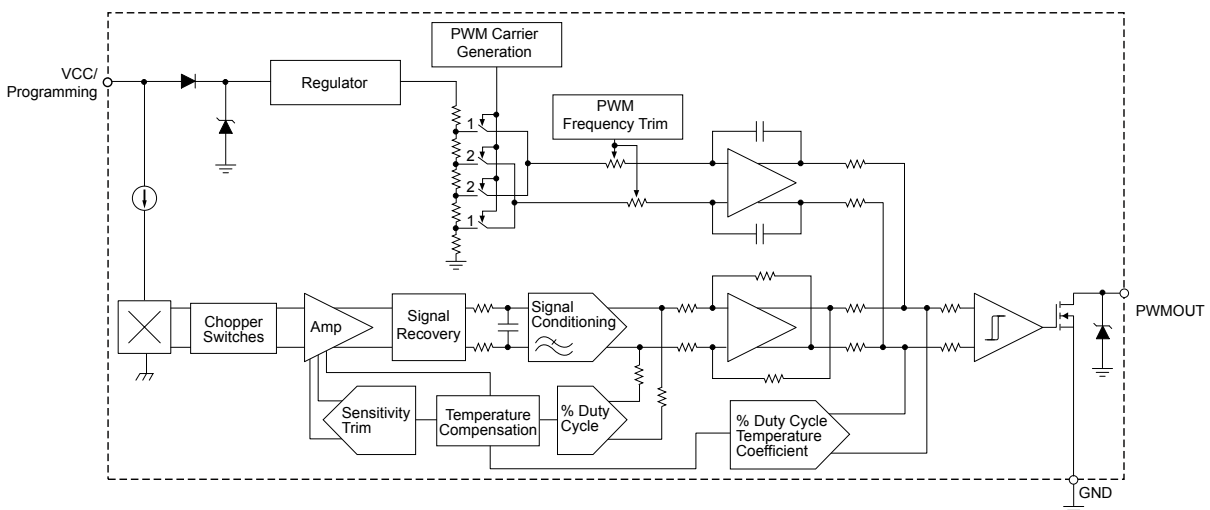 PWM Carrier
Generation
VCC/
Programming
Regulator
PWM
Frequency Trim
1
2
2
1
Chopper
Switches
Amp
Signal
Recovery
Signal
Conditioning
PWMOUT
Sensitivity
Trim
Temperature
Compensation
% Duty
Cycle
% Duty Cycle
Temperature
Coefficient
GND